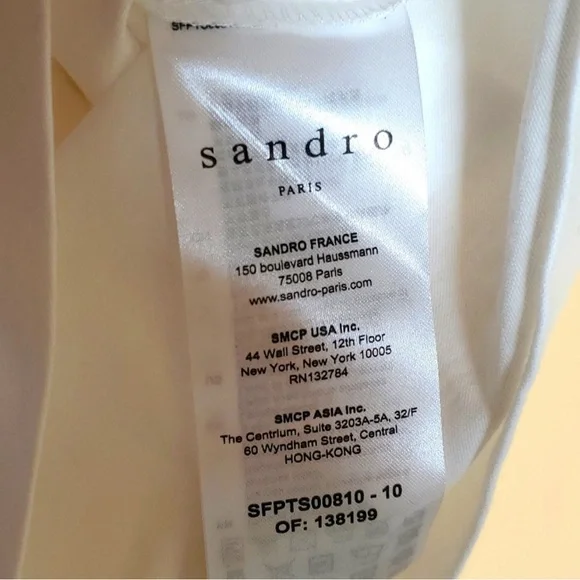 sandro
PARIS
SANDRO FRANCE
150 boulevard Haussmann
75008 Paris
www.sandro-paris.com
SMCP USA Inc.
44 Wall Street, 12th Floor
New York, New York 10005
RN132784
SMCP ASIA Inc.
The Centrium, Suite 3203A-5A, 32/F
60 Wyndham Street, Central
HONG-KONG
SFPTS00810 - 10
OF: 138199